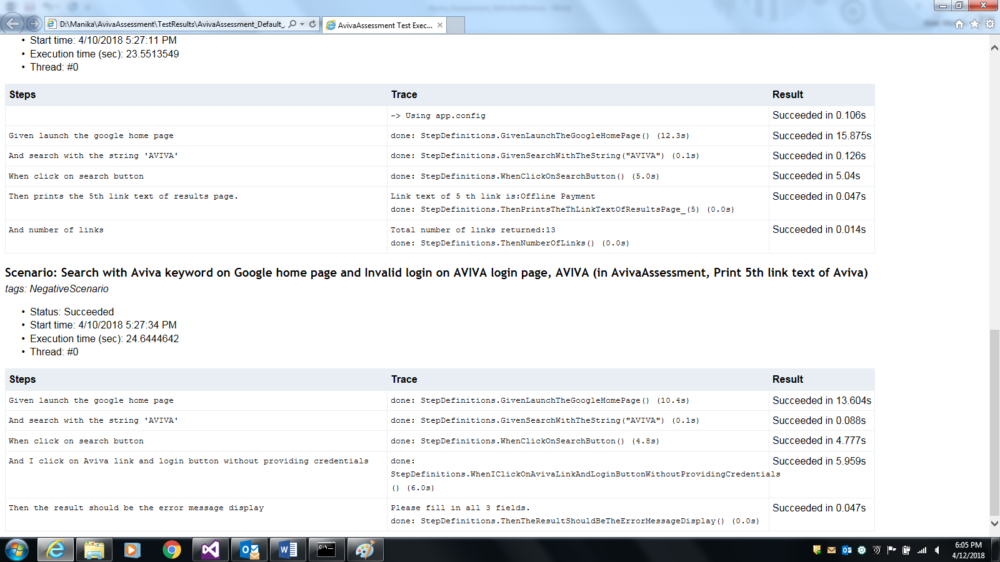 D:\Manika\AvivaAssessment\TestResults\AvivaAssessment_Default_
AvivaAssessment Test Exec...
• Start time: 4/10/2018 5:27:11 PM
• Execution time (sec): 23.5513549
• Thread: #0
Steps Trace Result
-> Using app.config Succeeded in 0.106s
Given launch the google home page done: StepDefinitions.GivenLaunchTheGoogleHomePage() (12.3s) Succeeded in 15.875s
And search with the string 'AVIVA' done: StepDefinitions.GivenSearchWithTheString("AVIVA") (0.1s) Succeeded in 0.126s
When click on search button done: StepDefinitions.WhenClickOnSearchButton() (5.0s) Succeeded in 5.04s
Then prints the 5th link text of results page. Link text of 5 th link is:Offline Payment Succeeded in 0.047s
done: StepDefinitions.ThenPrintsTheThLinkTextOfResultsPage_(5) (0.0s)
And number of links Total number of links returned:13 Succeeded in 0.014s
done: StepDefinitions.ThenNumberOfLinks() (0.0s)
Scenario: Search with Aviva keyword on Google home page and Invalid login on AVIVA login page, AVIVA (in AvivaAssessment, Print 5th link text of Aviva)
tags: NegativeScenario
• Status: Succeeded
• Start time: 4/10/2018 5:27:34 PM
• Execution time (sec): 24.6444642
• Thread: #0
Steps Trace Result
Given launch the google home page done: StepDefinitions.GivenLaunchTheGoogleHomePage() (10.4s) Succeeded in 13.604s
And search with the string 'AVIVA' done: StepDefinitions.GivenSearchWithTheString("AVIVA") (0.1s) Succeeded in 0.088s
When click on search button done: StepDefinitions.WhenClickOnSearchButton() (4.8s) Succeeded in 4.777s
And I click on Aviva link and login button without providing credentials done: Succeeded in 5.959s
StepDefinitions.WhenIClickOnAvivaLinkAndLoginButtonWithoutProvidingCredentials
() (6.0s)
Then the result should be the error message display Please fill in all 3 fields. Succeeded in 0.047s
done: StepDefinitions.ThenTheResultShouldBeTheErrorMessageDisplay() (0.0s)
6:05 PM
4/12/2018